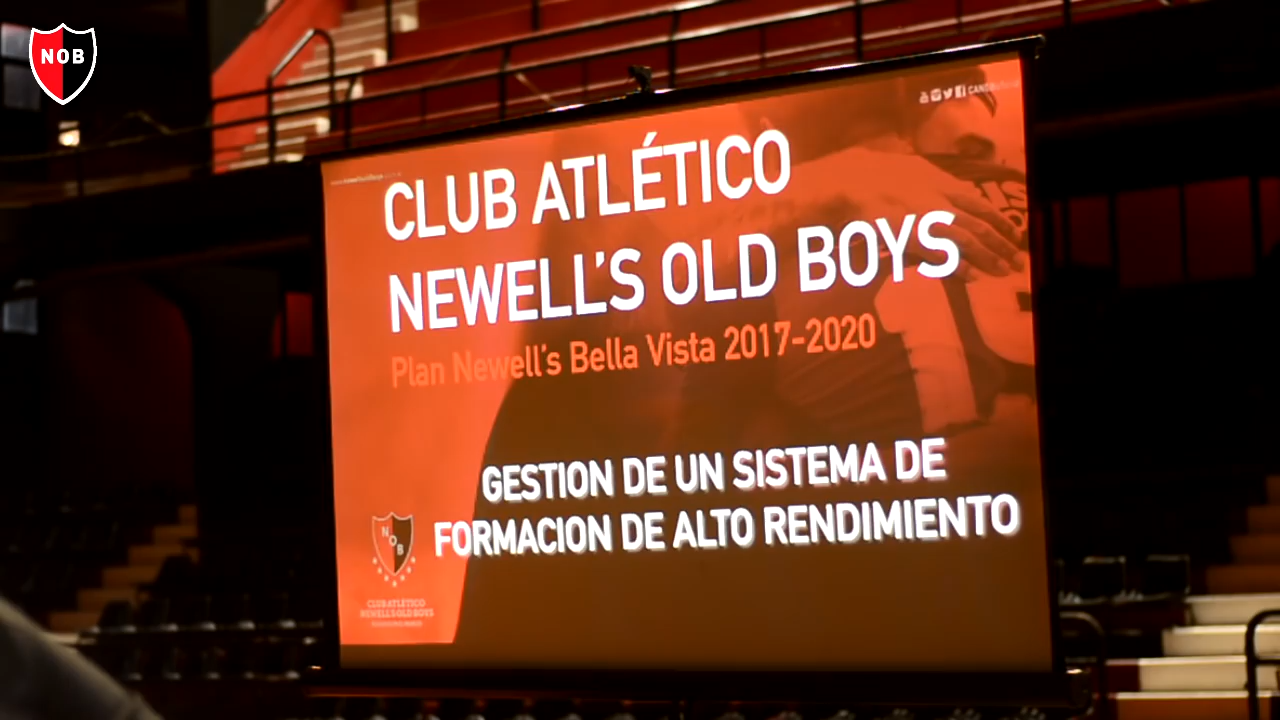 NOB
CLUB ATLÉTICO
NEWELL'S OLD BOYS
Plan Newell's Bella Vista 2017-2020
GESTION DE UN SISTEMA DE
FORMACION DE ALTO RENDIMIENTO
NOB
CLUB ATLÉTICO
NEWELL'S OLD BOYS